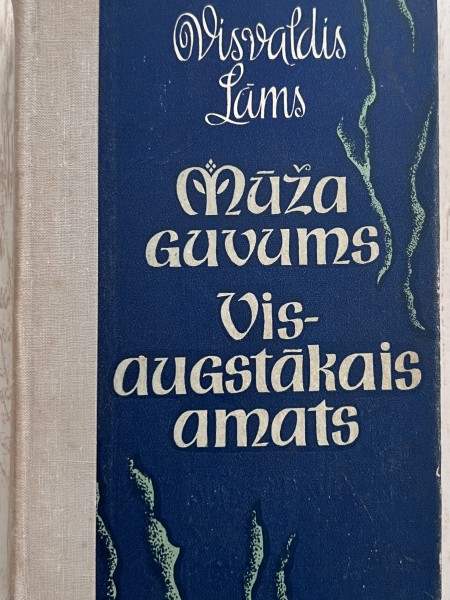 Visvaldis
Lāms
Mūža
guvums
Vis-
augstākais
amats